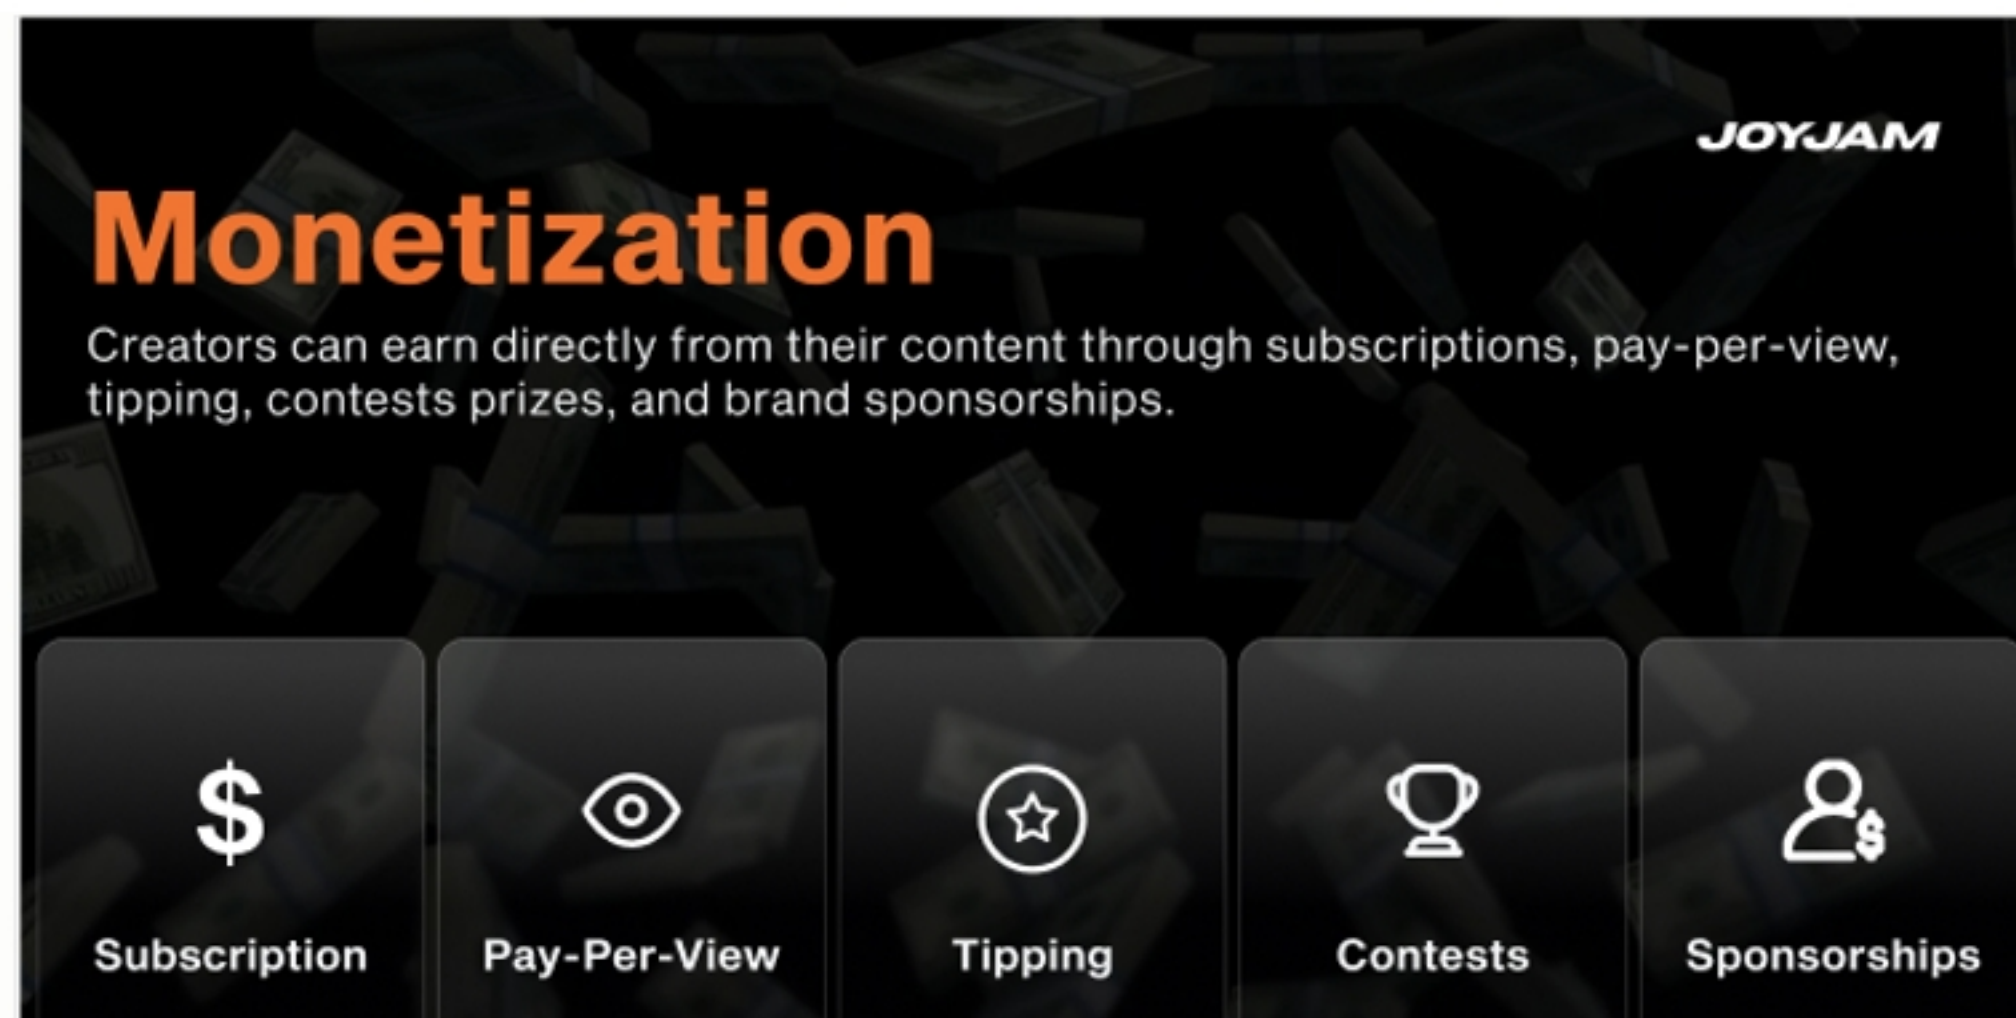 JOYJAM
Monetization
Creators can earn directly from their content through subscriptions, pay-per-view,
tipping, contests prizes, and brand sponsorships.
$
Subscription
Pay-Per-View
Tipping
Contests
$
Sponsorships